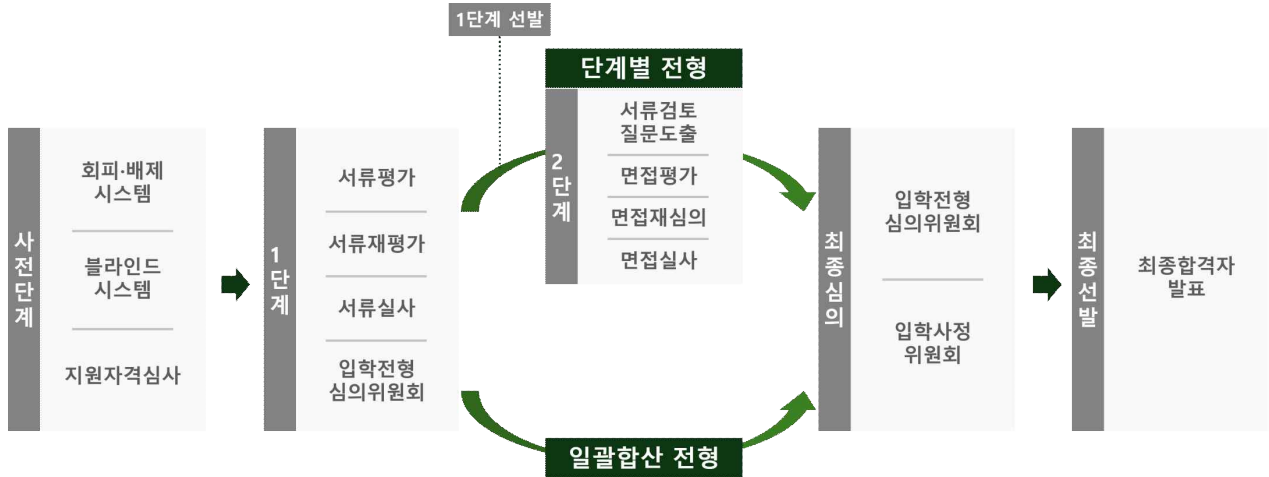 1단계 선발
단계별 전형
2단계
서류검토
질문도출
면접평가
면접재심의
면접실사
사전단계
회피·배제
시스템
블라인드
시스템
지원자격심사
1단계
서류평가
서류재평가
서류실사
입학전형
심의위원회
일괄합산 전형
최종심의
입학전형
심의위원회
입학사정
위원회
최종선발
최종합격자
발표